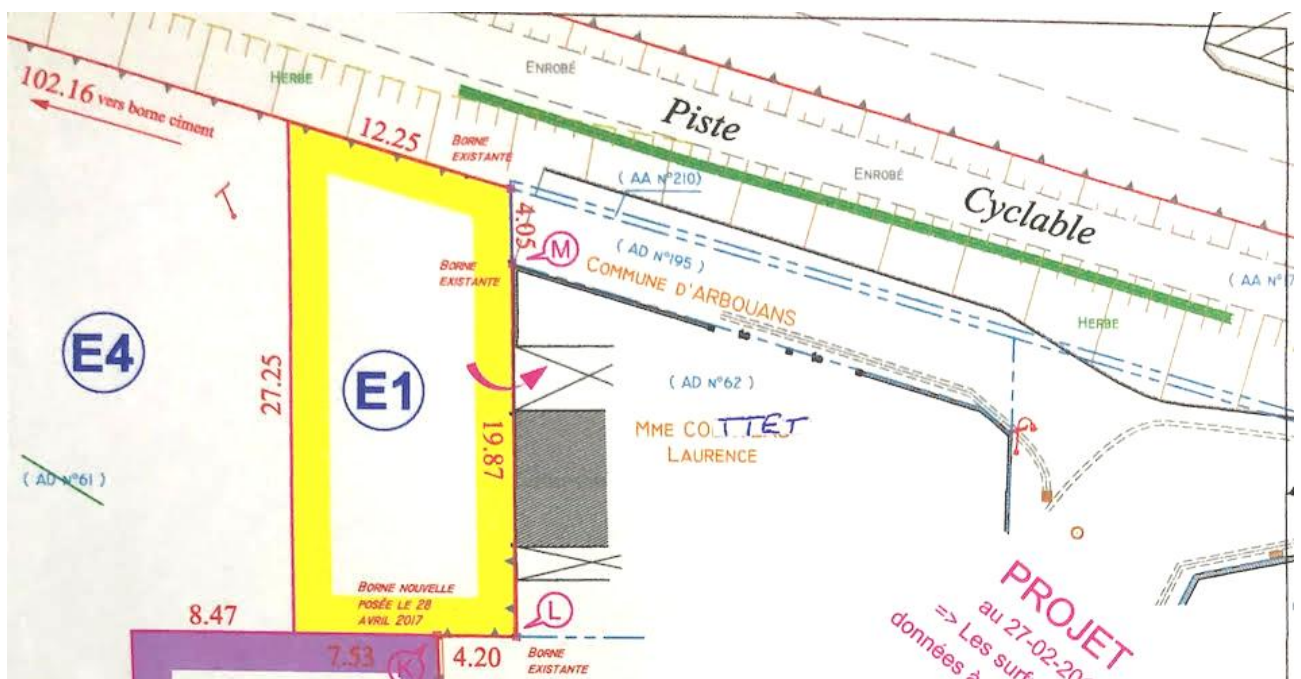 102.16 vers borne ciment
HERBE
ENROBÉ
12.25
BORNE
EXISTANTE
Piste
( AA N°210)
ENROBÉ
Cyclable
4.05
M
BORNE
EXISTANTE
( AD N°195 )
COMMUNE D'ARBOUANS
HERBE
E4
27.25
E1
19.87
( AD N°62 )
MME COTTET
LAURENCE
( AD N°61 )
BORNE NOUVELLE
POSÉE LE 28
AVRIL 2017
L
8.47
7.53
K
4.20
BORNE
EXISTANTE
PROJET
au 27-02-20
=> Les surf
données à